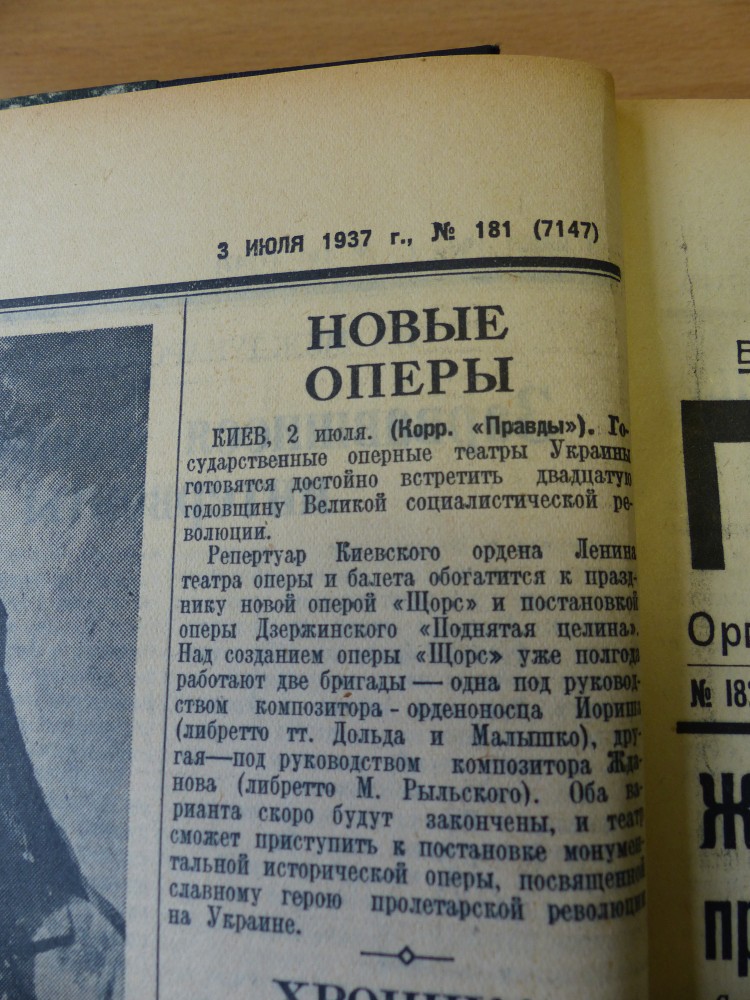 3 ИЮЛЯ 1937 г., № 181 (7147)
НОВЫЕ
ОПЕРЫ
КИЕВ, 2 июля. (Корр. «Правды»). Го-
сударственные оперные театры Украины
готовятся достойно встретить двадцатую
годовщину Великой социалистической ре-
волюции.
Репертуар Киевского ордена Ленина
театра оперы и балета обогатится к празд-
нику новой оперой «Щорс» и постановкой
оперы Дзержинского «Поднятая целина».
Над созданием оперы «Щорс» уже полгода
работают две бригады — одна под руковод-
ством композитора-орденоносца Иориша
(либретто тт. Дольда и Малышко), дру-
гая—под руководством композитора Жда-
нова (либретто М. Рыльского). Оба ва-
рианта скоро будут закончены, и театр
сможет приступить к постановке монумен-
тальной исторической оперы, посвященной
славному герою пролетарской революции
на Украине.
Орг
№ 182
Ж
пр